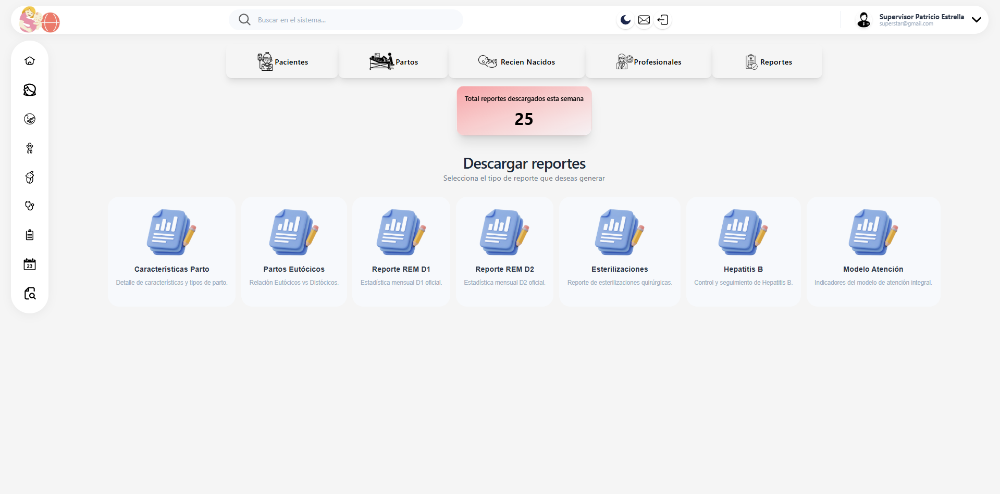 Buscar en el sistema...
Supervisor Patricio Estrella
superstar@gmail.com
Pacientes
Partos
Recien Nacidos
Profesionales
Reportes
Total reportes descargados esta semana
25
Descargar reportes
Selecciona el tipo de reporte que deseas generar
Características Parto
Detalle de características y tipos de parto.
Partos Eutócicos
Relación Eutócicos vs Distócicos.
Reporte REM D1
Estadística mensual D1 oficial.
Reporte REM D2
Estadística mensual D2 oficial.
Esterilizaciones
Reporte de esterilizaciones quirúrgicas.
Hepatitis B
Control y seguimiento de Hepatitis B.
Modelo Atención
Indicadores del modelo de atención integral.
23